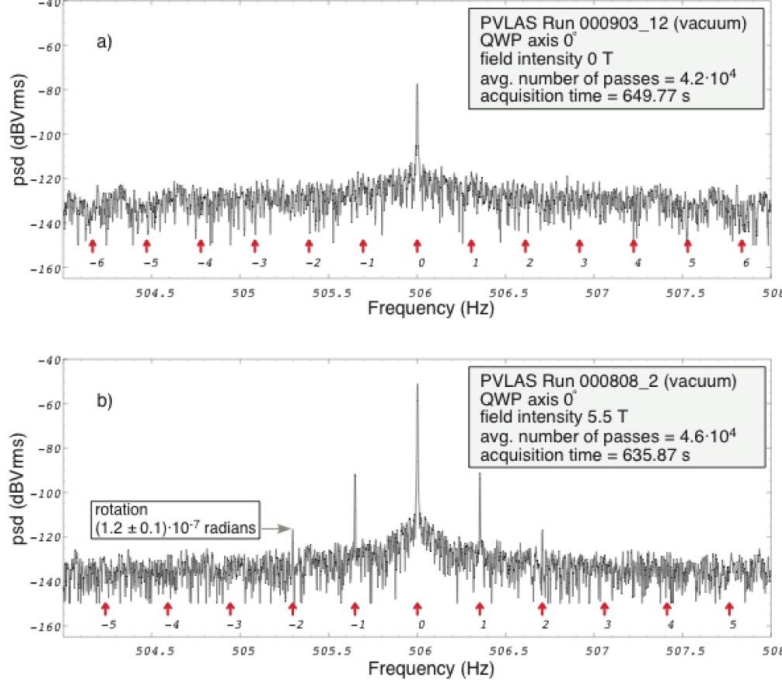 -40
a)
PVLAS Run 000903_12 (vacuum)
QWP axis 0°
field intensity 0 T
avg. number of passes = 4.2·10⁴
acquisition time = 649.77 s
-60
-80
-100
-120
-140
-160
psd (dBVrms)
-6 -5 -4 -3 -2 -1 0 1 2 3 4 5 6
504.5 505 505.5 506 506.5 507 507.5 508
Frequency (Hz)
-40
b)
PVLAS Run 000808_2 (vacuum)
QWP axis 0°
field intensity 5.5 T
avg. number of passes = 4.6·10⁴
acquisition time = 635.87 s
-60
-80
-100
rotation
(1.2 ± 0.1)·10⁻⁷ radians
-120
-140
-160
psd (dBVrms)
-5 -4 -3 -2 -1 0 1 2 3 4 5
504.5 505 505.5 506 506.5 507 507.5 508
Frequency (Hz)